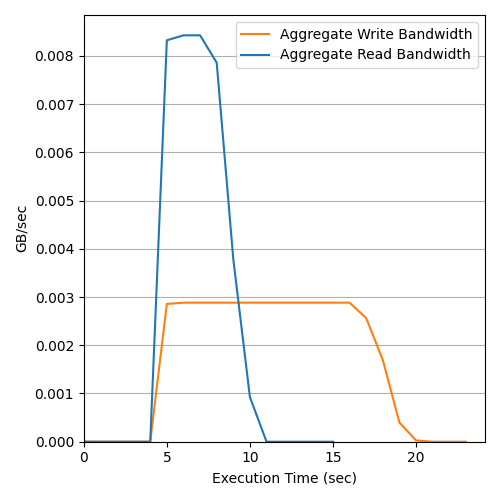 Aggregate Write Bandwidth
Aggregate Read Bandwidth
0.008
0.007
0.006
0.005
0.004
0.003
0.002
0.001
0.000
GB/sec
0 5 10 15 20
Execution Time (sec)